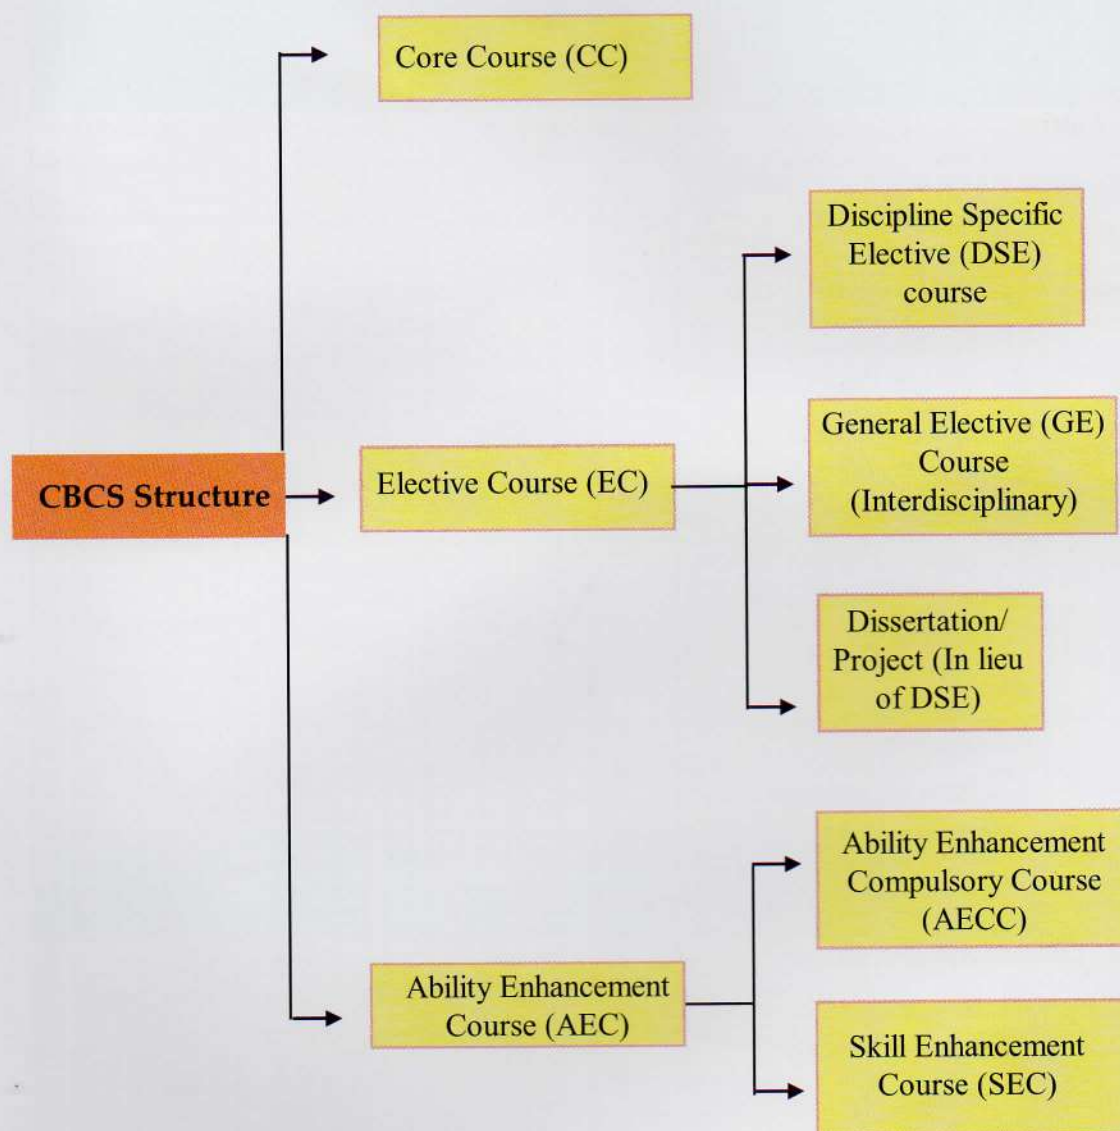 Core Course (CC)
Discipline Specific
Elective (DSE)
course
General Elective (GE)
Course
(Interdisciplinary)
CBCS Structure
Elective Course (EC)
Dissertation/
Project (In lieu
of DSE)
Ability Enhancement
Compulsory Course
(AECC)
Ability Enhancement
Course (AEC)
Skill Enhancement
Course (SEC)